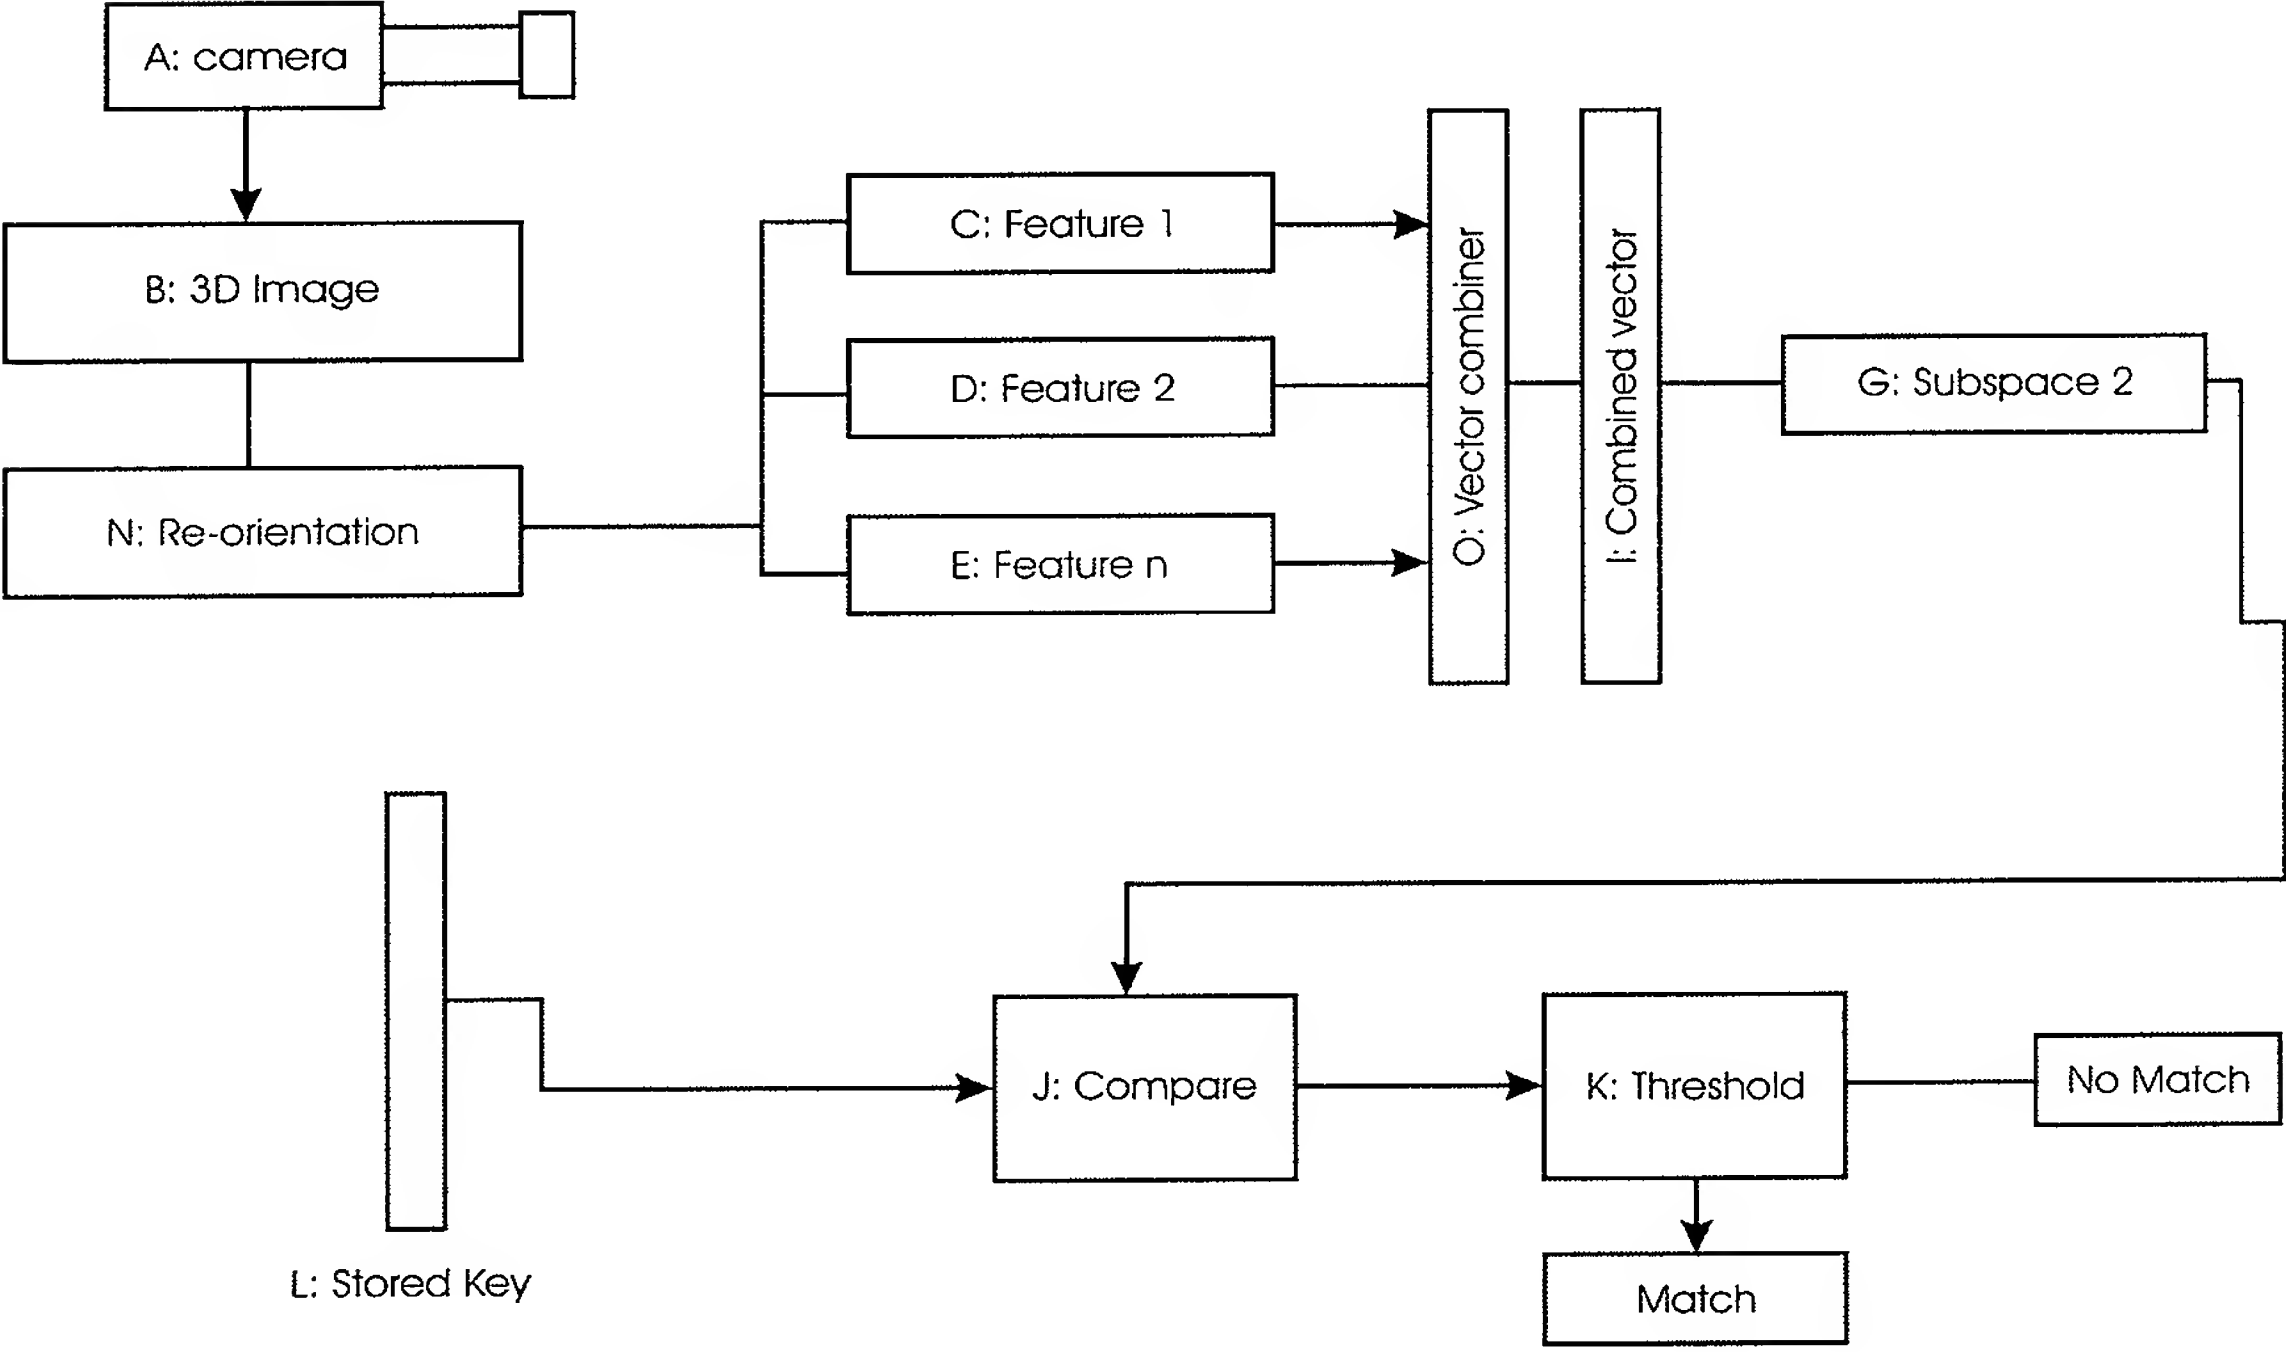 A: camera
B: 3D Image
N: Re-orientation
C: Feature 1
D: Feature 2
E: Feature n
O: Vector combiner
I: Combined vector
G: Subspace 2
L: Stored Key
J: Compare
K: Threshold
No Match
Match